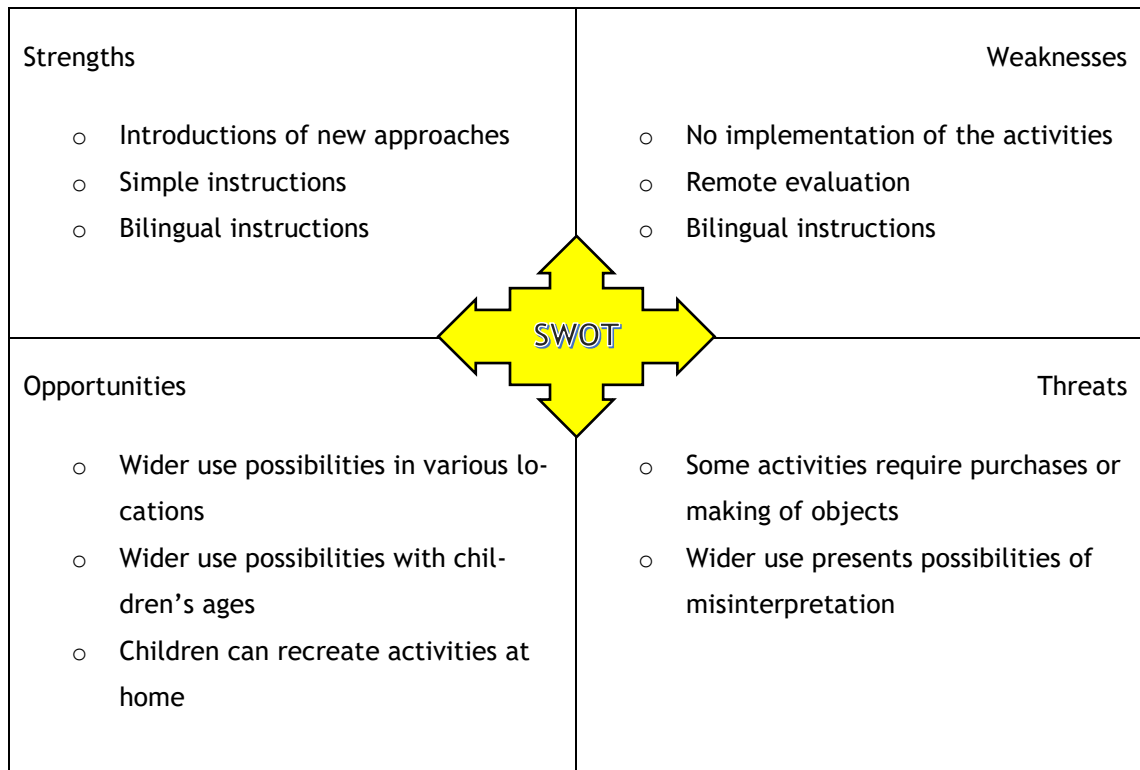 Strengths
o Introductions of new approaches
o Simple instructions
o Bilingual instructions
Weaknesses
o No implementation of the activities
o Remote evaluation
o Bilingual instructions
SWOT
Opportunities
o Wider use possibilities in various lo-
cations
o Wider use possibilities with chil-
dren’s ages
o Children can recreate activities at
home
Threats
o Some activities require purchases or
making of objects
o Wider use presents possibilities of
misinterpretation